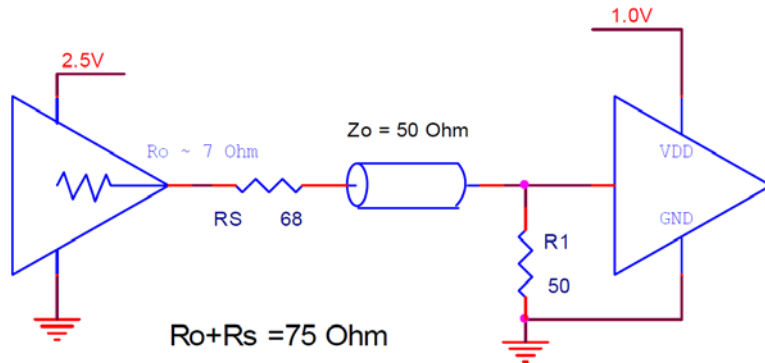 1.0V
2.5V
Zo = 50 Ohm
Ro ~ 7 Ohm
VDD
RS 68
GND
R1
50
Ro+Rs =75 Ohm